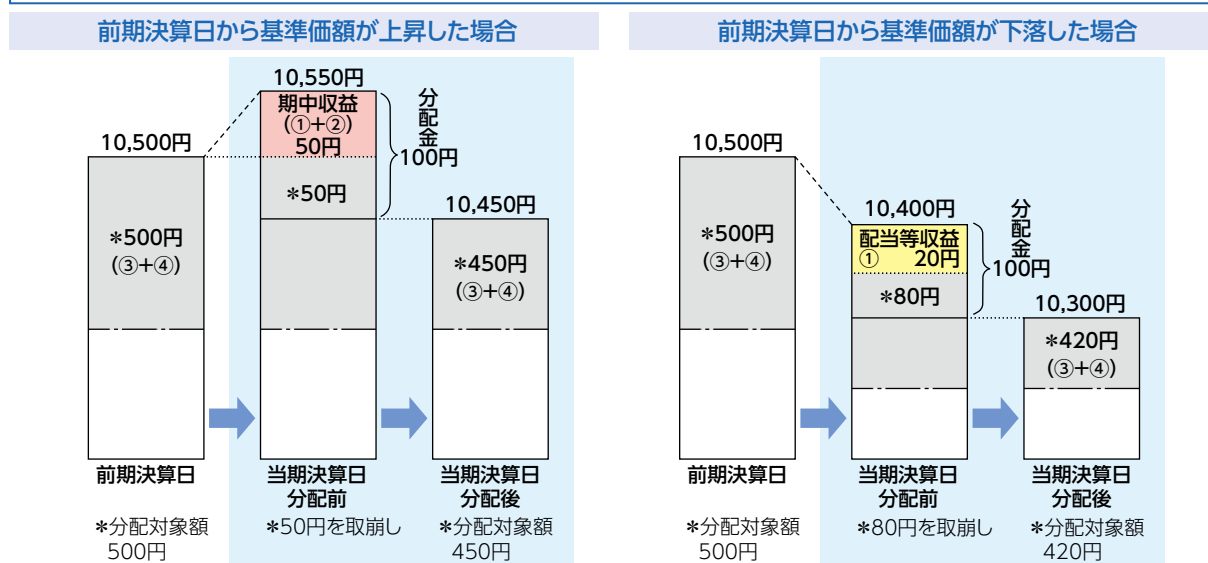 前期決算日から基準価額が上昇した場合
10,550円
期中収益
(①+②)
50円
分配金
100円
10,500円
*50円
10,450円
*500円
(③+④)
*450円
(③+④)
前期決算日
当期決算日
分配前
当期決算日
分配後
*分配対象額
500円
*50円を取崩し
*分配対象額
450円
前期決算日から基準価額が下落した場合
10,500円
10,400円
配当等収益
① 20円
分配金
100円
*500円
(③+④)
*80円
10,300円
*420円
(③+④)
前期決算日
当期決算日
分配前
当期決算日
分配後
*分配対象額
500円
*80円を取崩し
*分配対象額
420円